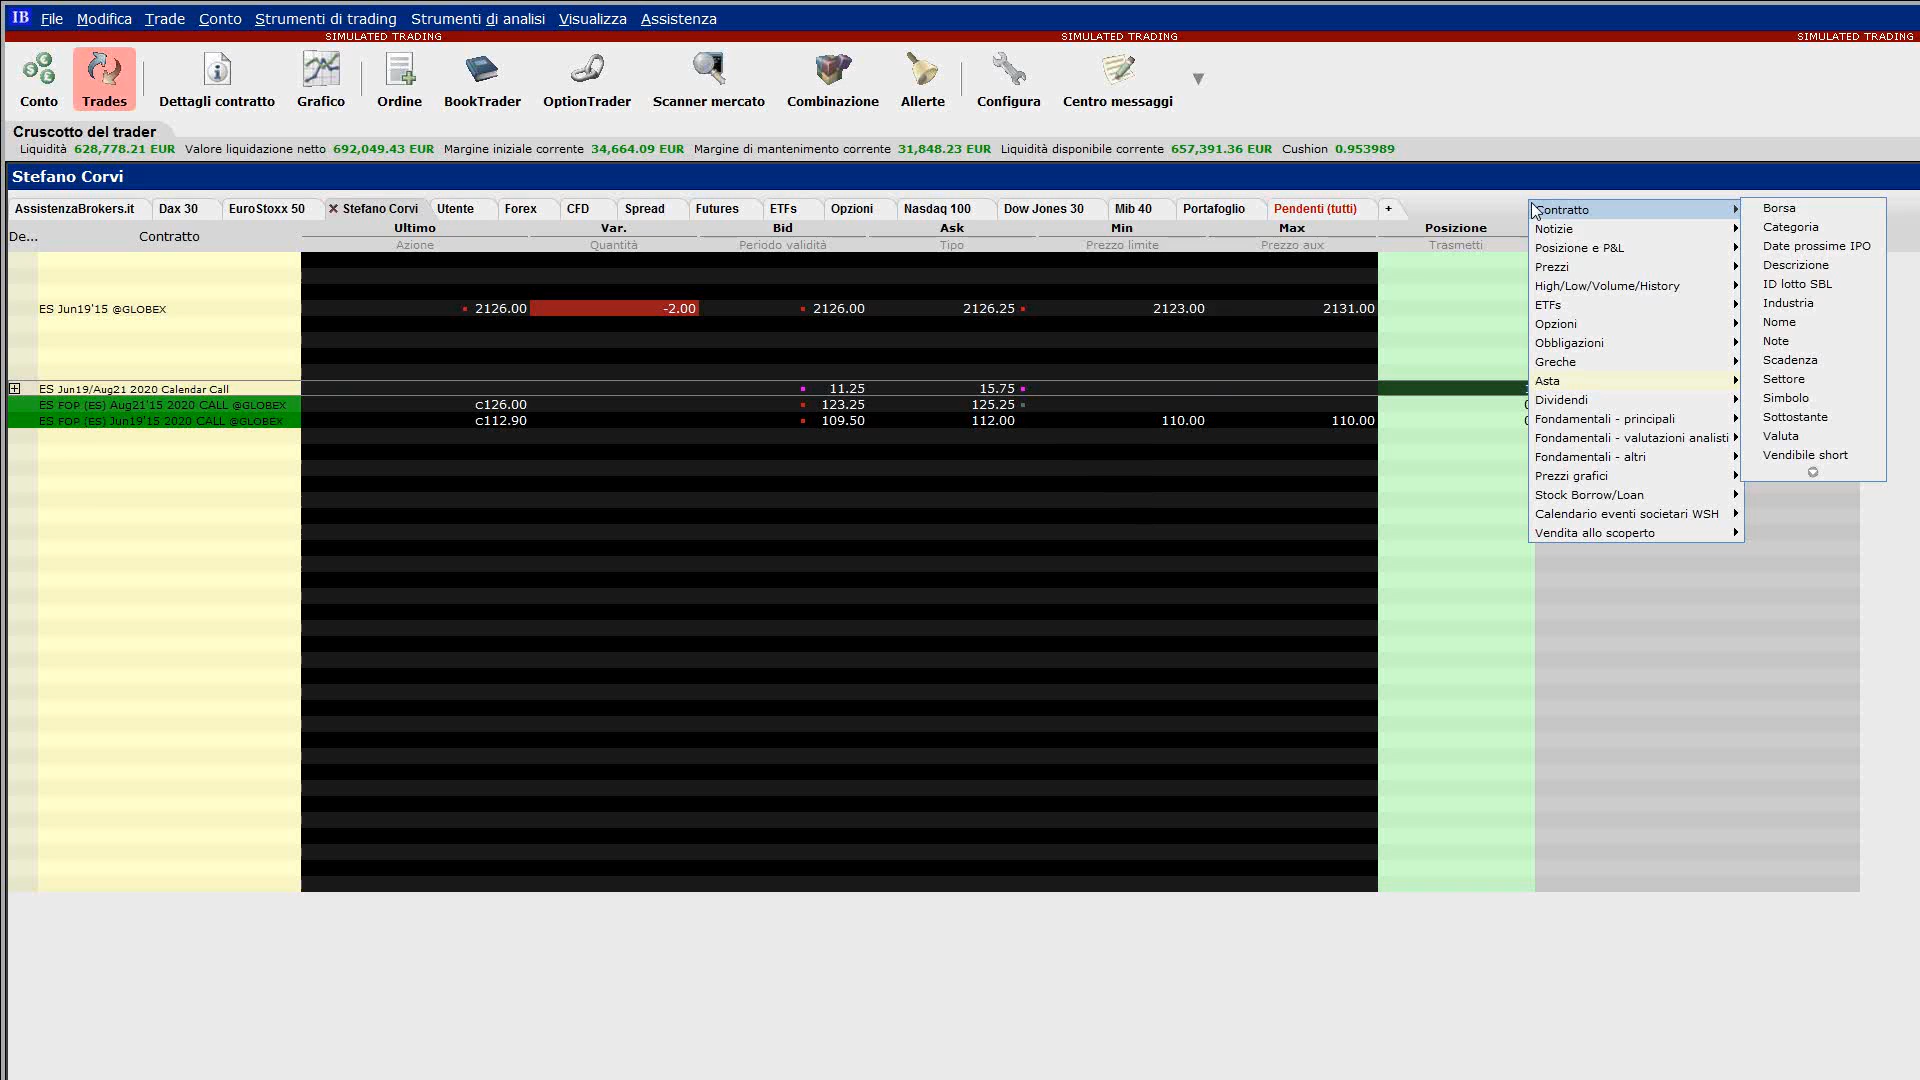 IB File Modifica Trade Conto Strumenti di trading Strumenti di analisi Visualizza Assistenza
SIMULATED TRADING SIMULATED TRADING SIMULATED TRADING
Conto Trades Dettagli contratto Grafico Ordine BookTrader OptionTrader Scanner mercato Combinazione Allerte Configura Centro messaggi
Cruscotto del trader
Liquidità 628,778.21 EUR Valore liquidazione netto 692,049.43 EUR Margine iniziale corrente 34,664.09 EUR Margine di mantenimento corrente 31,848.23 EUR Liquidità disponibile corrente 657,391.36 EUR Cushion 0.953989
Stefano Corvi
AssistenzaBrokers.it Dax 30 EuroStoxx 50 Stefano Corvi Utente Forex CFD Spread Futures ETFs Opzioni Nasdaq 100 Dow Jones 30 Mib 40 Portafoglio Pendenti (tutti) +
De... Contratto
Ultimo Var. Bid Ask Min Max Posizione
Azione Quantità Periodo validità Tipo Prezzo limite Prezzo aux Trasmetti
ES Jun19'15 @GLOBEX 2126.00 -2.00 2126.00 2126.25 2123.00 2131.00
ES Jun19/Aug21 2020 Calendar Call 11.25 15.75
ES FOP (ES) Aug21'15 2020 CALL @GLOBEX c126.00 123.25 125.25
ES FOP (ES) Jun19'15 2020 CALL @GLOBEX c112.90 109.50 112.00 110.00 110.00
Contratto
Notizie
Posizione e P&L
Prezzi
High/Low/Volume/History
ETFs
Opzioni
Obbligazioni
Greche
Asta
Dividendi
Fondamentali - principali
Fondamentali - valutazioni analisti
Fondamentali - altri
Prezzi grafici
Stock Borrow/Loan
Calendario eventi societari WSH
Vendita allo scoperto
Borsa
Categoria
Date prossime IPO
Descrizione
ID lotto SBL
Industria
Nome
Note
Scadenza
Settore
Simbolo
Sottostante
Valuta
Vendibile short